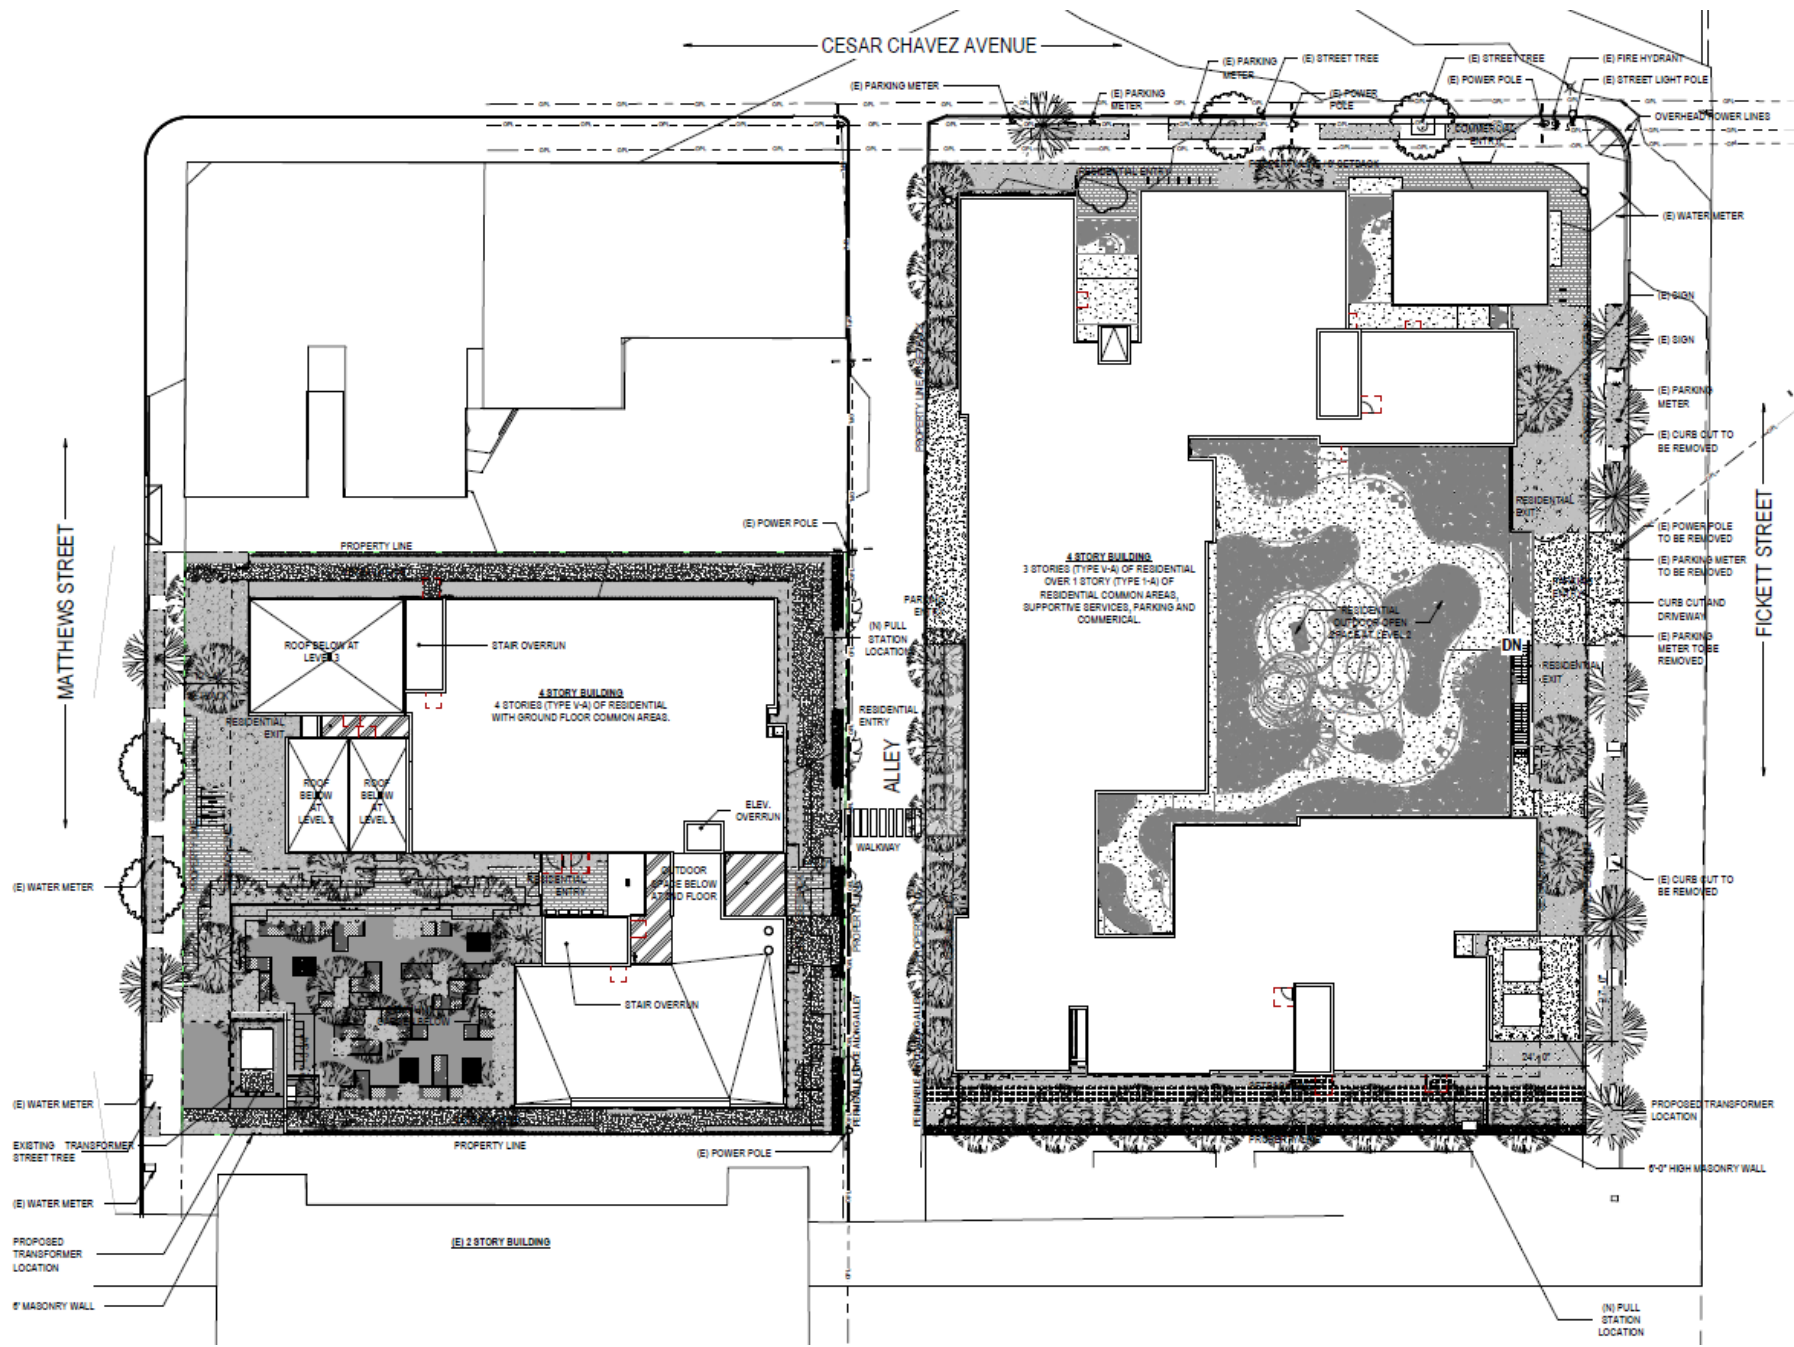 CESAR CHAVEZ AVENUE
(E) PARKING METER
(E) PARKING
METER
(E) PARKING
METER
(E) STREET TREE
(E) POWER
POLE
(E) STREET TREE
(E) POWER POLE
(E) FIRE HYDRANT
(E) STREET LIGHT POLE
OVERHEAD POWER LINES
COMMERCIAL
ENTRY
RESIDENTIAL ENTRY
(E) WATER METER
(E) SIGN
(E) SIGN
(E) PARKING
METER
(E) CURB CUT TO
BE REMOVED
RESIDENTIAL
EXIT
(E) POWER POLE
TO BE REMOVED
(E) PARKING METER
TO BE REMOVED
CURB CUT AND
DRIVEWAY
(E) PARKING
METER TO BE
REMOVED
RESIDENTIAL
EXIT
FICKETT STREET
MATTHEWS STREET
(E) POWER POLE
PROPERTY LINE
ROOF BELOW AT
LEVEL 3
STAIR OVERRUN
4 STORY BUILDING
4 STORIES (TYPE V-A) OF RESIDENTIAL
WITH GROUND FLOOR COMMON AREAS.
RESIDENTIAL
EXIT
ROOF
BELOW
AT
LEVEL 2
ROOF
BELOW
AT
LEVEL 3
ELEV.
OVERRUN
(N) PULL
STATION
LOCATION
RESIDENTIAL
ENTRY
ALLEY
WALKWAY
4 STORY BUILDING
3 STORIES (TYPE V-A) OF RESIDENTIAL
OVER 1 STORY (TYPE 1-A) OF
RESIDENTIAL COMMON AREAS,
SUPPORTIVE SERVICES, PARKING AND
COMMERICAL.
RESIDENTIAL
OUTDOOR OPEN
SPACE AT LEVEL 2
DN
RESIDENTIAL
ENTRY
OUTDOOR
SPACE BELOW
AT 2ND FLOOR
STAIR OVERRUN
(E) WATER METER
(E) CURB CUT TO
BE REMOVED
(E) WATER METER
EXISTING TRANSFORMER
STREET TREE
(E) WATER METER
PROPOSED
TRANSFORMER
LOCATION
6' MASONRY WALL
PROPERTY LINE
(E) POWER POLE
(E) 2 STORY BUILDING
24'-0"
PROPOSED TRANSFORMER
LOCATION
6'-0" HIGH MASONRY WALL
(N) PULL
STATION
LOCATION